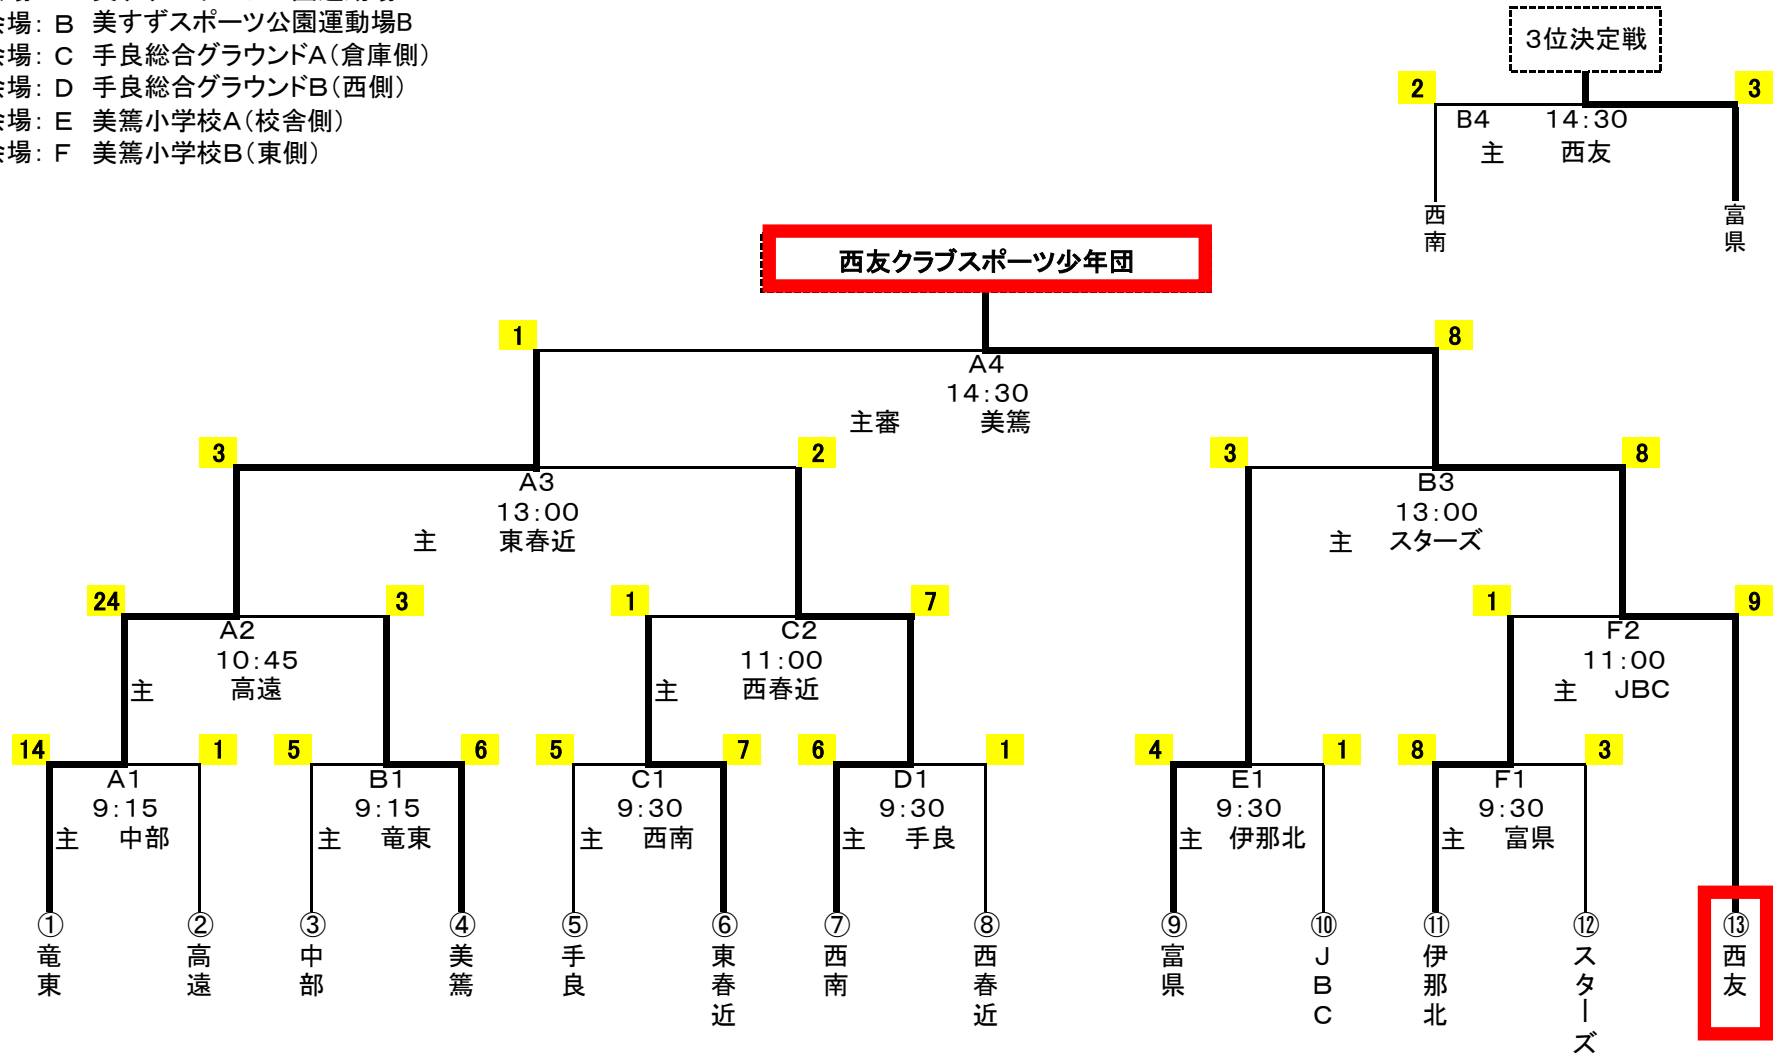 場: B 美すずスポーツ公園運動場B
場: C 手良総合グラウンドA(倉庫側)
場: D 手良総合グラウンドB(西側)
場: E 美篶小学校A(校舎側)
場: F 美篶小学校B(東側)
3位決定戦
2 3
B4 14:30
主 西友
西南 富県
西友クラブスポーツ少年団
1 8
A4
14:30
主審 美篶
3 2 3 8
A3 B3
13:00 13:00
主 東春近 主 スターズ
24 3 1 7 1 9
A2 C2 F2
10:45 11:00 11:00
主 高遠 主 西春近 主 JBC
14 1 5 6 5 7 6 1 4 1 8 3
A1 B1 C1 D1 E1 F1
9:15 9:15 9:30 9:30 9:30 9:30
主 中部 主 竜東 主 西南 主 手良 主 伊那北 主 富県
① ② ③ ④ ⑤ ⑥ ⑦ ⑧ ⑨ ⑩ ⑪ ⑫ ⑬
竜東 高遠 中部 美篶 手良 東春近 西南 西春近 富県 JBC 伊那北 スターズ 西友